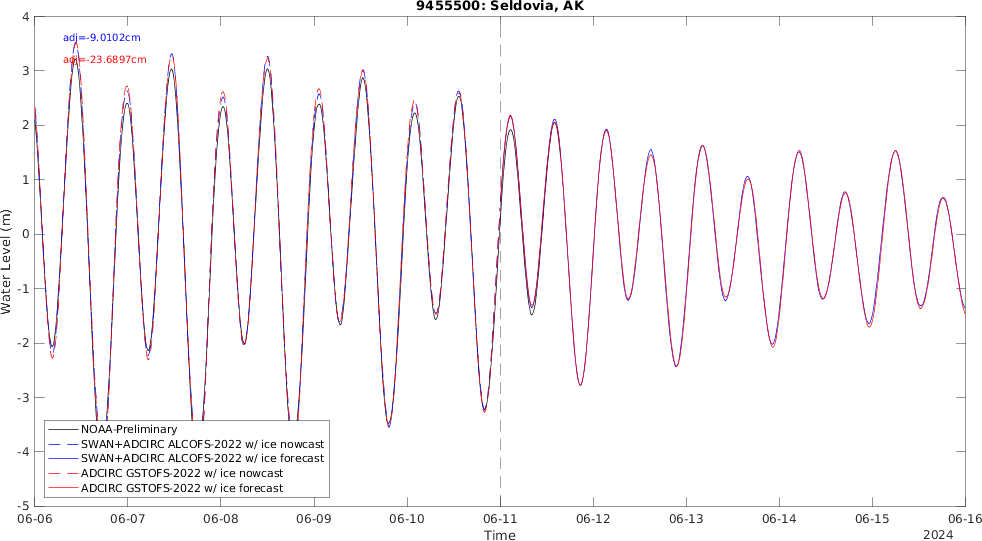 9455500: Seldovia, AK
adj=-9.0102cm
adj=-23.6897cm
4
3
2
1
0
-1
-2
-3
-4
-5
Water Level (m)
NOAA-Preliminary
SWAN+ADCIRC ALCOFS-2022 w/ ice nowcast
SWAN+ADCIRC ALCOFS-2022 w/ ice forecast
ADCIRC GSTOFS-2022 w/ ice nowcast
ADCIRC GSTOFS-2022 w/ ice forecast
06-06 06-07 06-08 06-09 06-10 06-11 06-12 06-13 06-14 06-15 06-16
Time
2024